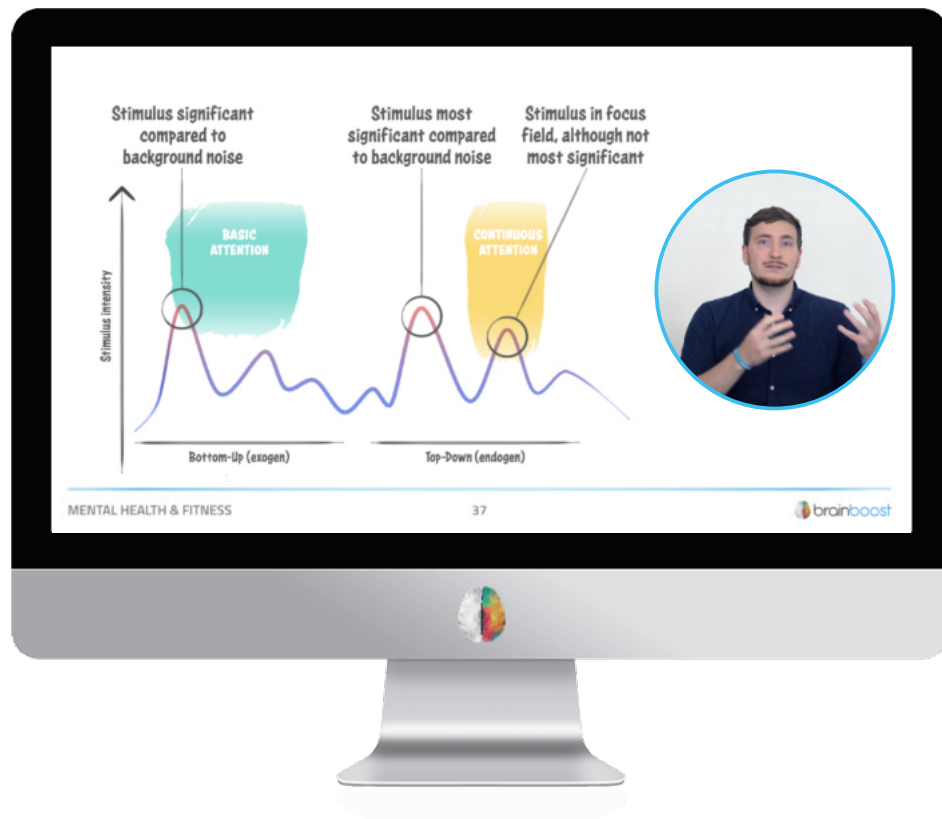 Stimulus significant
compared to
background noise
Stimulus most
significant compared
to background noise
Stimulus in focus
field, although not
most significant
BASIC
ATTENTION
CONTINUOUS
ATTENTION
Stimulus intensity
Bottom-Up (exogen)
Top-Down (endogen)
MENTAL HEALTH & FITNESS
37
brainboost